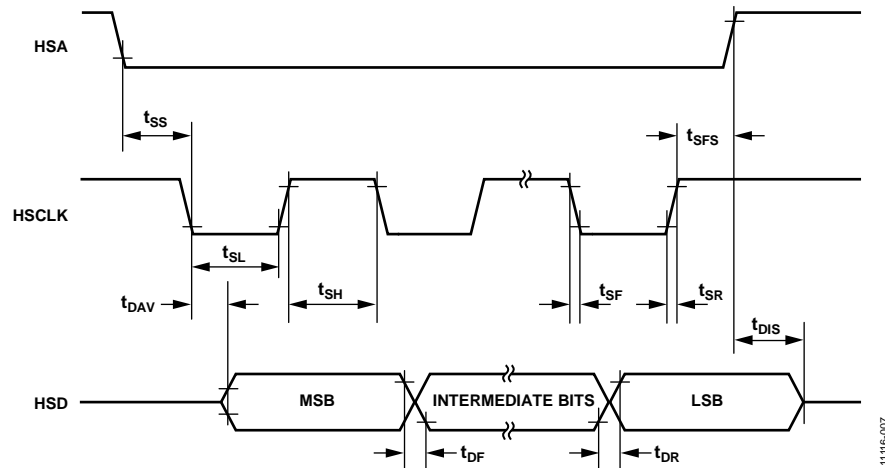 HSA
tSS
tSFS
HSCLK
tSL
tSH
tSF
tSR
tDAV
tDIS
HSD
MSB
INTERMEDIATE BITS
LSB
tDF
tDR
11116-007